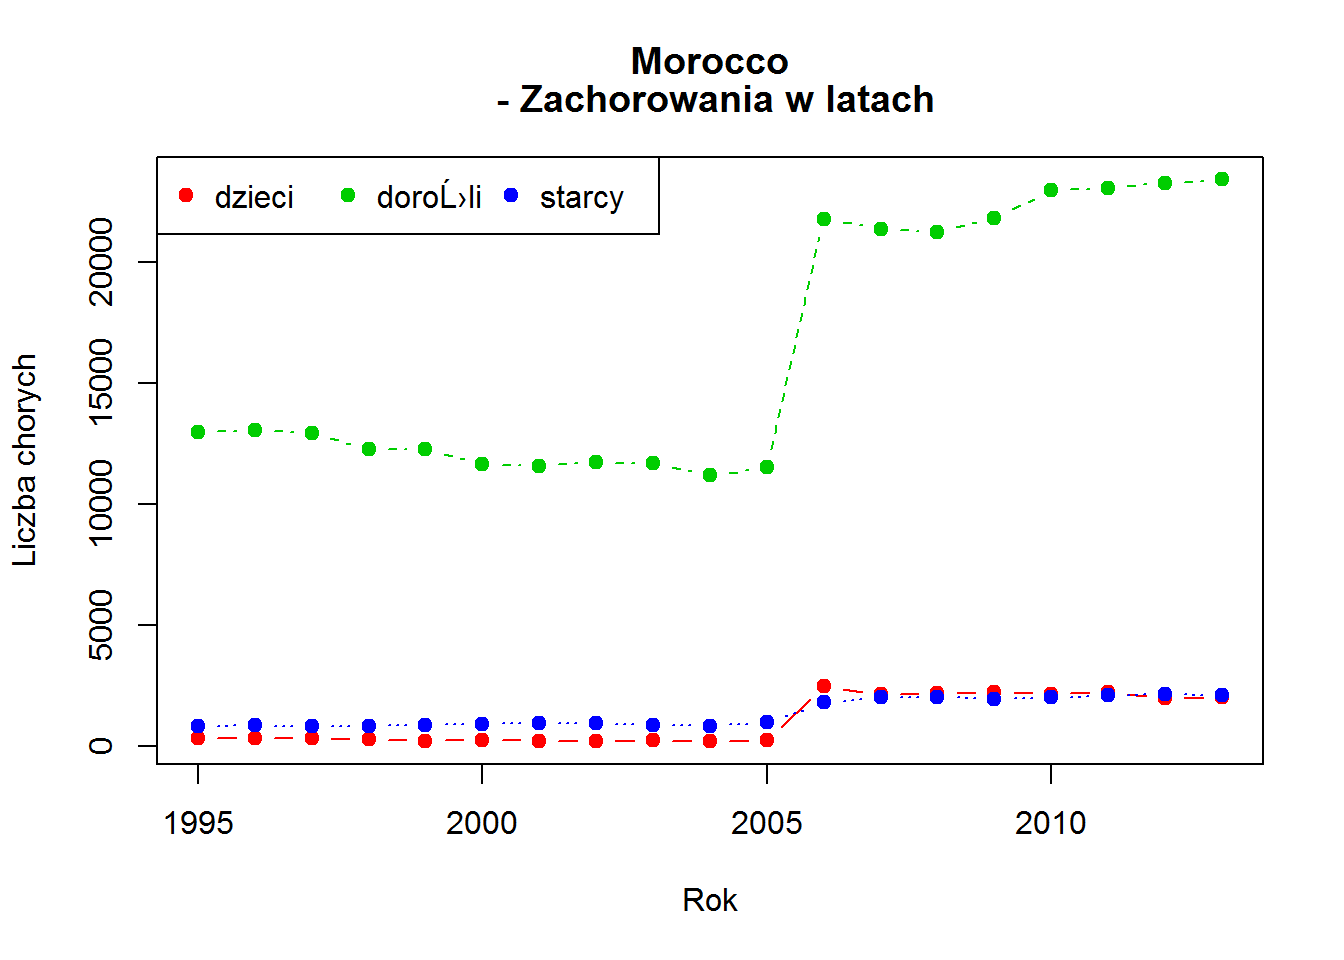 Morocco
- Zachorowania w latach
dzieci doroĹ›li starcy
Liczba chorych
20000
15000
10000
5000
0
1995 2000 2005 2010
Rok